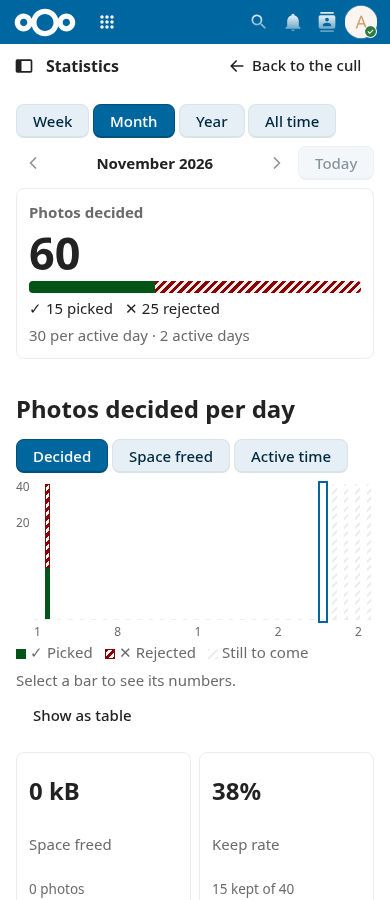 A
Statistics
Back to the cull
Week Month Year All time
November 2026
Today
Photos decided
60
✓ 15 picked ✕ 25 rejected
30 per active day · 2 active days
Photos decided per day
Decided Space freed Active time
40
20
1 8 1 2 2
✓ Picked ✕ Rejected Still to come
Select a bar to see its numbers.
Show as table
0 kB
Space freed
0 photos
38%
Keep rate
15 kept of 40